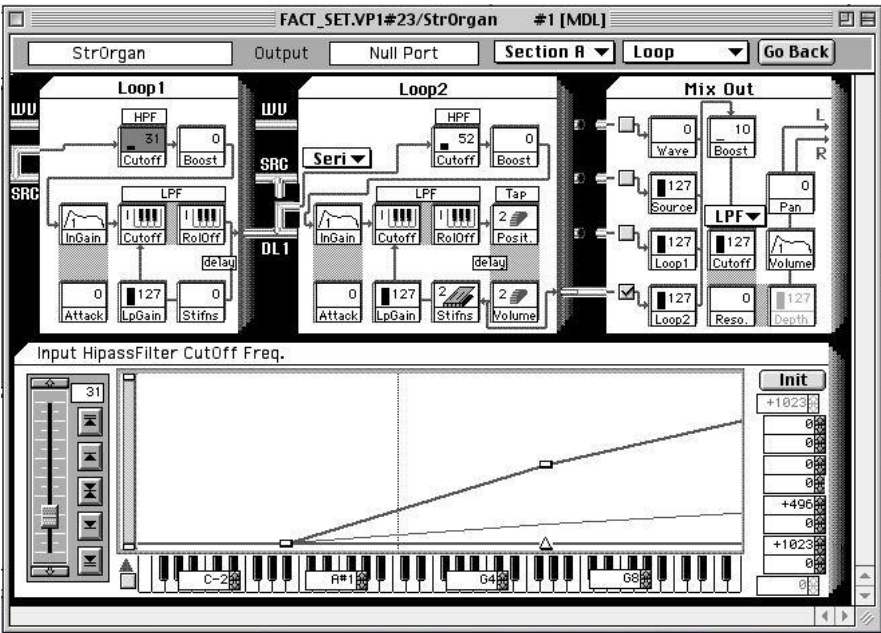 FACT_SET.VP1#23/StrOrgan #1 [MDL]
StrOrgan Output Null Port Section A Loop Go Back
Loop1 Loop2 Mix Out
WV WV
HPF HPF
31 0 52 0 0 10 L
Cutoff Boost Cutoff Boost Wave Boost R
SRC SRC Seri
127 0
Source Pan
LPF LPF Tap LPF
2
InGain Cutoff RolOff InGain Cutoff RolOff Posit.
DL1 127 127
Loop1 Cutoff Volume
delay delay
0 127 0 0 127 2 2 127 0 127
Attack LpGain Stifns Attack LpGain Stifns Volume Loop2 Reso. Depth
Input HipassFilter CutOff Freq.
31
Init
+1023
0
0
0
0
+496
0
+1023
0
0
C-2 A#1 G4 G8